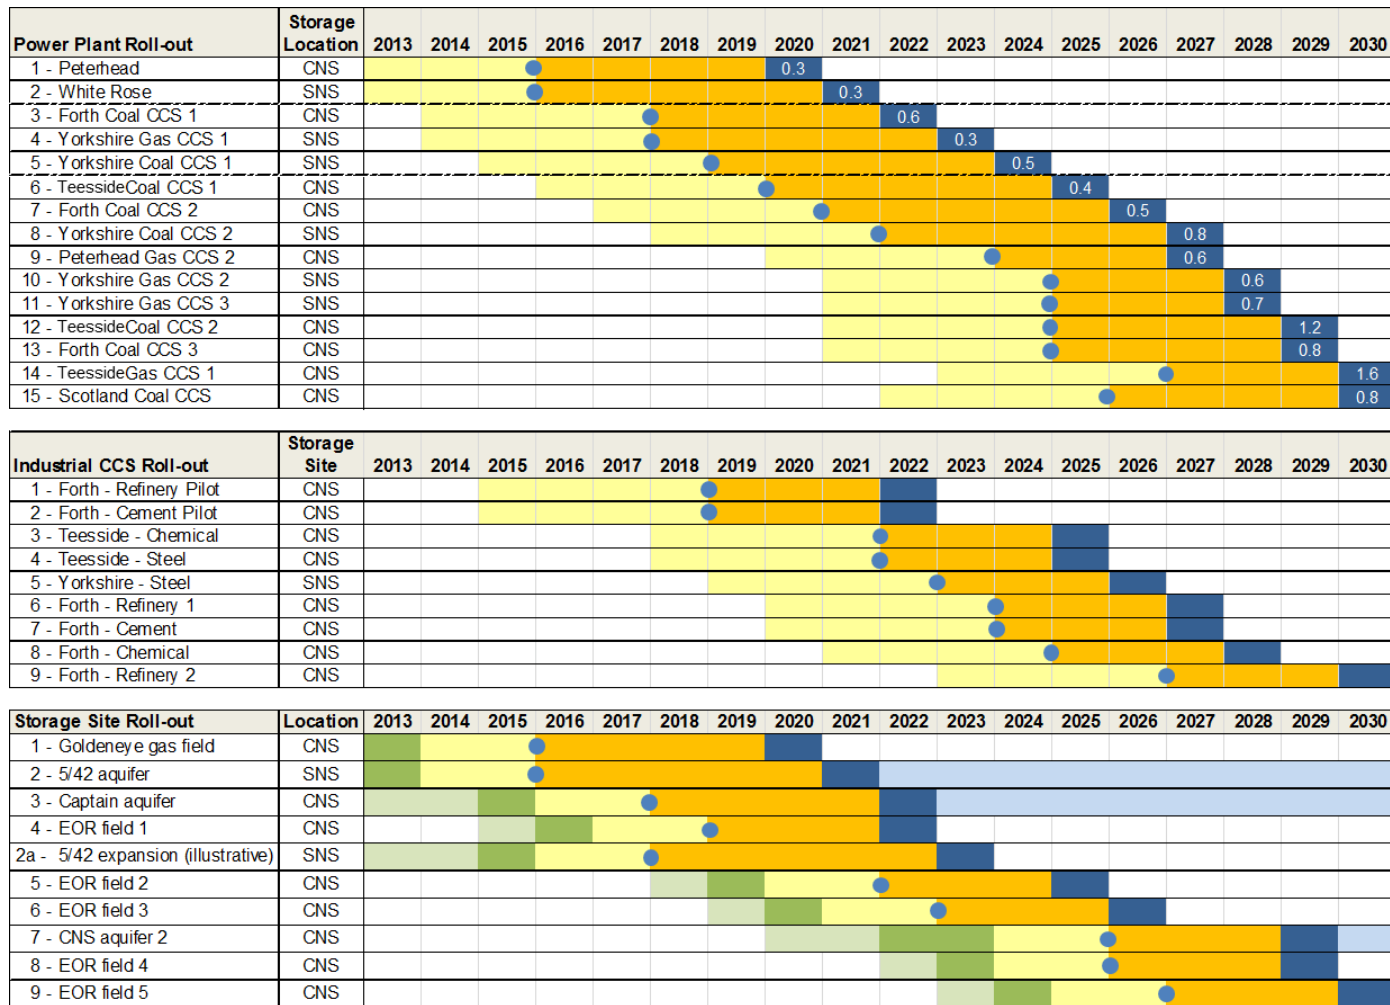 Power Plant Roll-out Storage Location 2013 2014 2015 2016 2017 2018 2019 2020 2021 2022 2023 2024 2025 2026 2027 2028 2029 2030
1 - Peterhead CNS 0.3
2 - White Rose SNS 0.3
3 - Forth Coal CCS 1 CNS 0.6
4 - Yorkshire Gas CCS 1 SNS 0.3
5 - Yorkshire Coal CCS 1 SNS 0.5
6 - TeessideCoal CCS 1 CNS 0.4
7 - Forth Coal CCS 2 CNS 0.5
8 - Yorkshire Coal CCS 2 SNS 0.8
9 - Peterhead Gas CCS 2 CNS 0.6
10 - Yorkshire Gas CCS 2 SNS 0.6
11 - Yorkshire Gas CCS 3 SNS 0.7
12 - TeessideCoal CCS 2 CNS 1.2
13 - Forth Coal CCS 3 CNS 0.8
14 - TeessideGas CCS 1 CNS 1.6
15 - Scotland Coal CCS CNS 0.8
Industrial CCS Roll-out Storage Site 2013 2014 2015 2016 2017 2018 2019 2020 2021 2022 2023 2024 2025 2026 2027 2028 2029 2030
1 - Forth - Refinery Pilot CNS
2 - Forth - Cement Pilot CNS
3 - Teesside - Chemical CNS
4 - Teesside - Steel CNS
5 - Yorkshire - Steel SNS
6 - Forth - Refinery 1 CNS
7 - Forth - Cement CNS
8 - Forth - Chemical CNS
9 - Forth - Refinery 2 CNS
Storage Site Roll-out Location 2013 2014 2015 2016 2017 2018 2019 2020 2021 2022 2023 2024 2025 2026 2027 2028 2029 2030
1 - Goldeneye gas field CNS
2 - 5/42 aquifer SNS
3 - Captain aquifer CNS
4 - EOR field 1 CNS
2a - 5/42 expansion (illustrative) SNS
5 - EOR field 2 CNS
6 - EOR field 3 CNS
7 - CNS aquifer 2 CNS
8 - EOR field 4 CNS
9 - EOR field 5 CNS